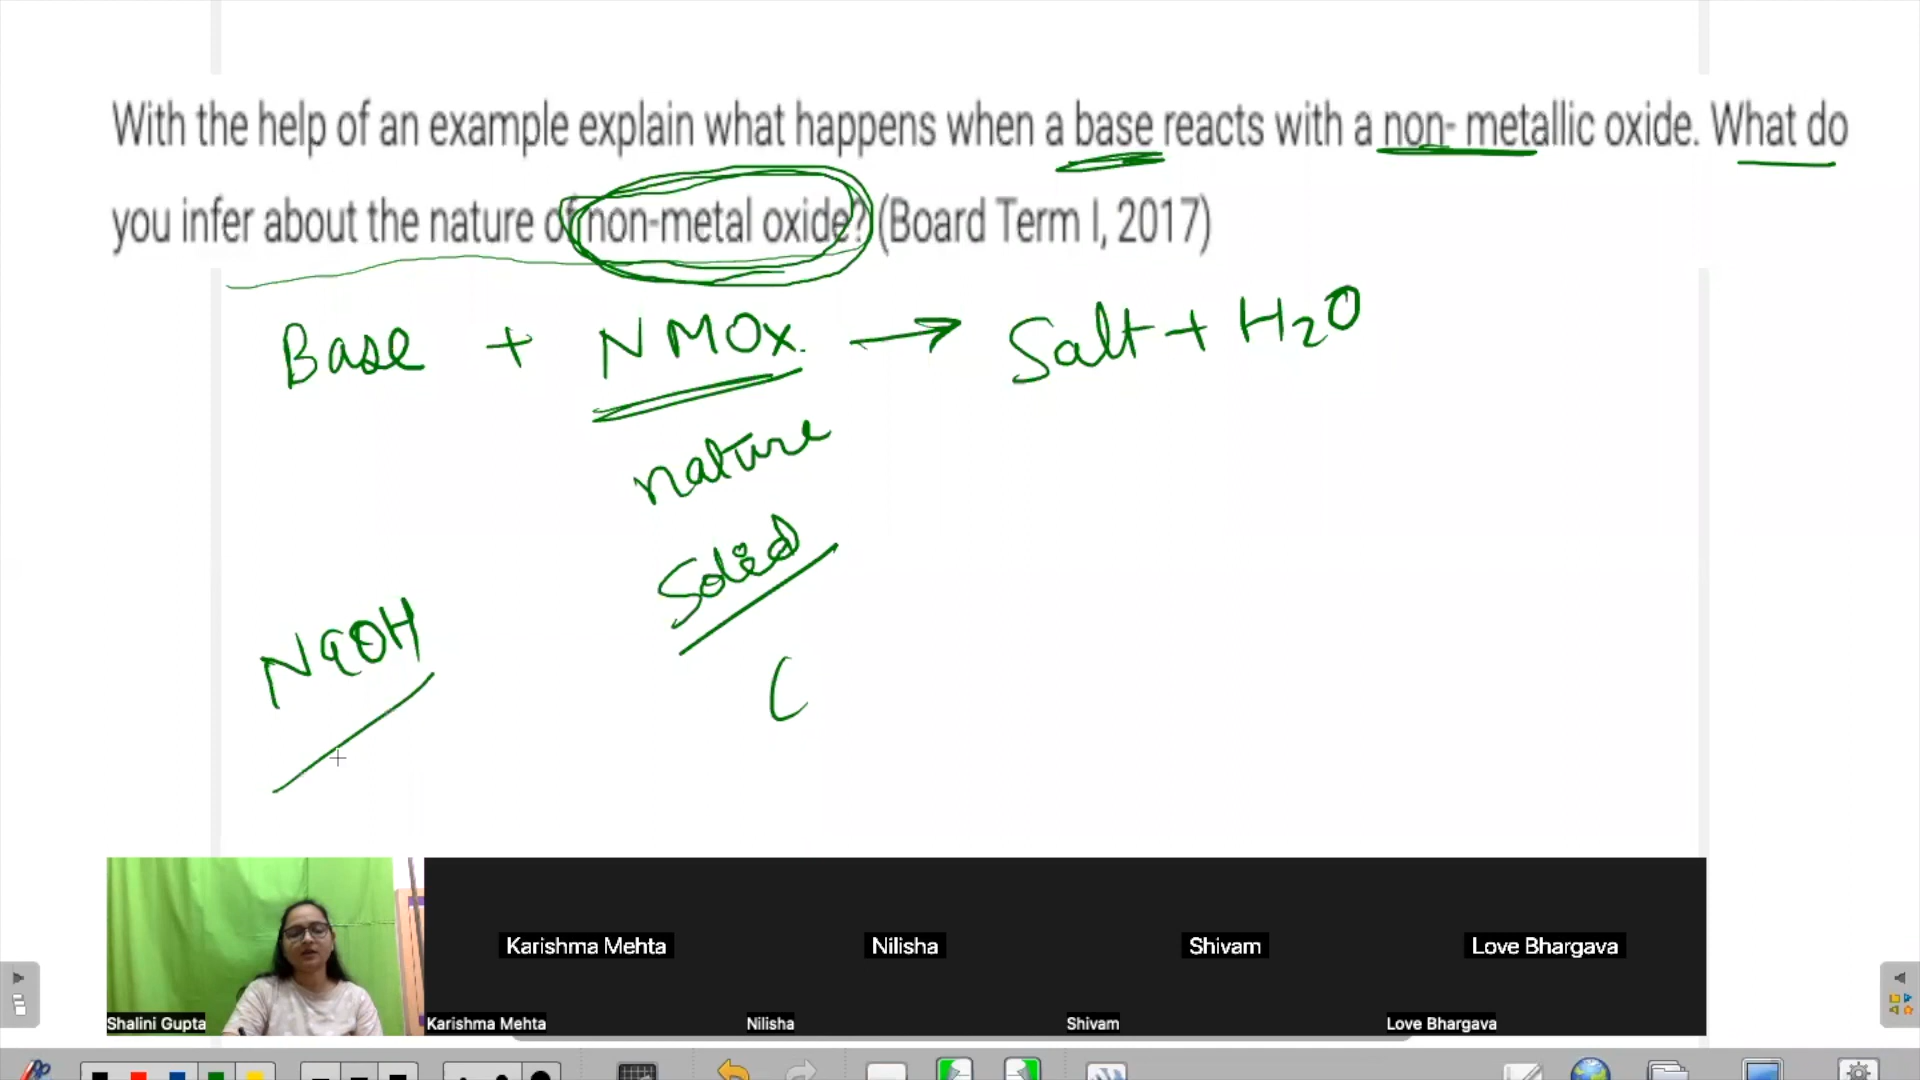 With the help of an example explain what happens when a base reacts with a non- metallic oxide. What do
you infer about the nature of non-metal oxide? (Board Term I, 2017)
Base + NMOx. → Salt + H2O
nature
Solid
NaOH
(
Karishma Mehta
Nilisha
Shivam
Love Bhargava
Shalini Gupta
Karishma Mehta
Nilisha
Shivam
Love Bhargava